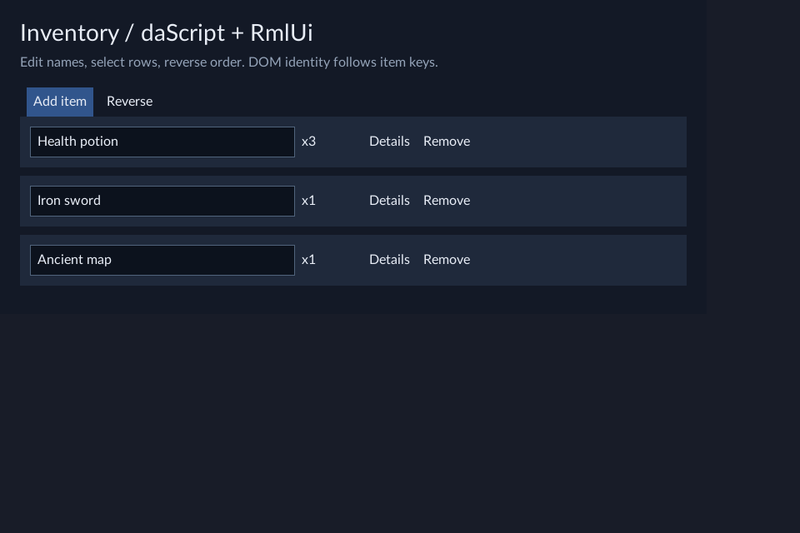 Inventory / daScript + RmlUi
Edit names, select rows, reverse order. DOM identity follows item keys.
Add item Reverse
Health potion x3 Details Remove
Iron sword x1 Details Remove
Ancient map x1 Details Remove